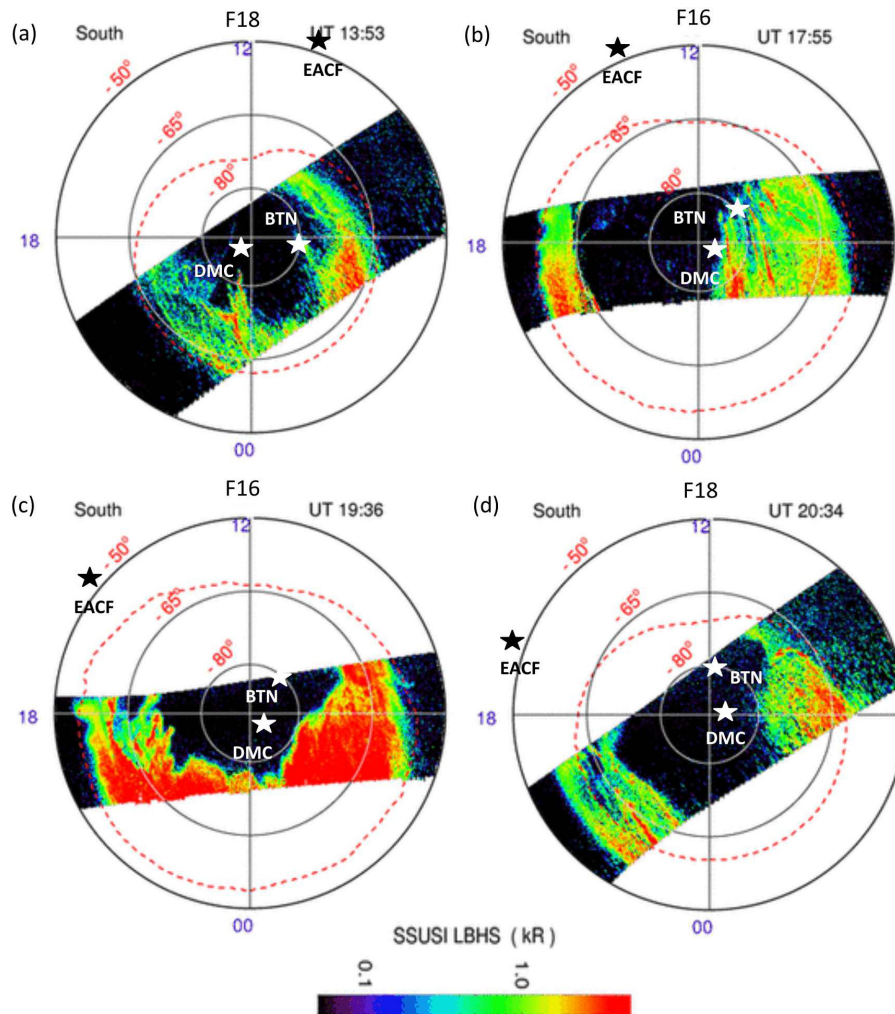 (a)
South
F18
UT 13:53
12
EACF
- 50°
- 65°
- 80°
BTN
DMC
18
00
(b)
South
F16
UT 17:55
12
EACF
- 50°
- 65°
- 80°
BTN
DMC
18
00
(c)
South
F16
UT 19:36
12
EACF
- 50°
- 65°
- 80°
BTN
DMC
18
00
(d)
South
F18
UT 20:34
12
EACF
- 50°
- 65°
- 80°
BTN
DMC
18
00
SSUSI LBHS ( kR )
0.1
1.0